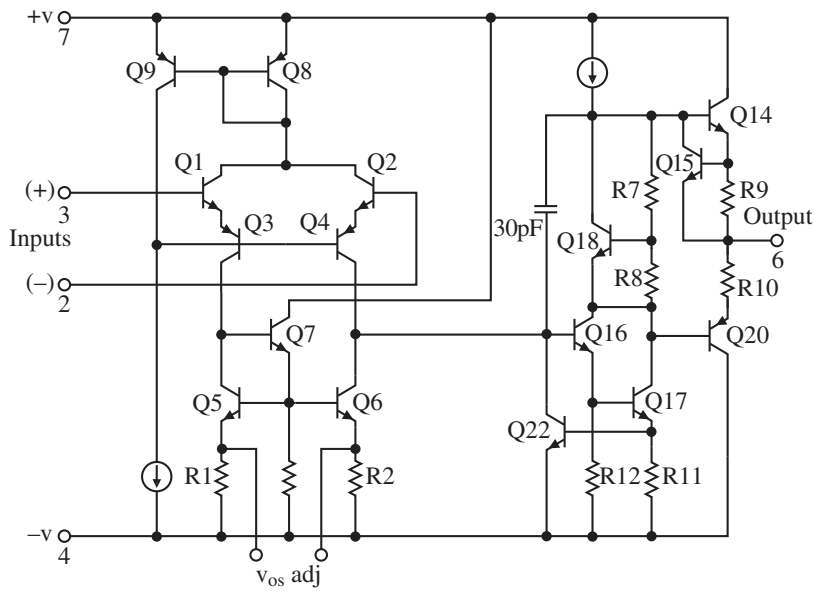 +v
7
Q9
Q8
Q14
Q1
Q2
Q15
(+)
3
R7
R9
Output
6
Inputs
Q3
Q4
30pF
Q18
(−)
2
R8
R10
Q7
Q16
Q20
Q5
Q6
Q17
Q22
R1
R2
R12
R11
−v
4
vos adj